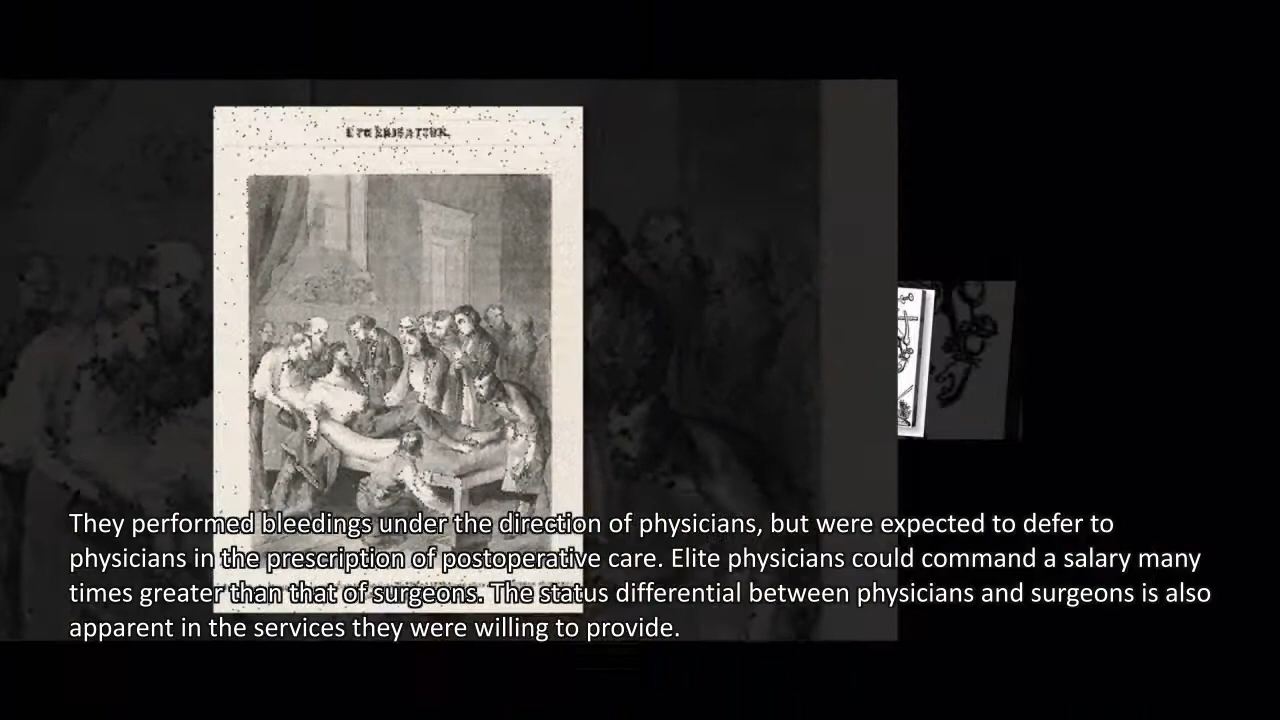 They performed bleedings under the direction of physicians, but were expected to defer to
physicians in the prescription of postoperative care. Elite physicians could command a salary many
times greater than that of surgeons. The status differential between physicians and surgeons is also
apparent in the services they were willing to provide.